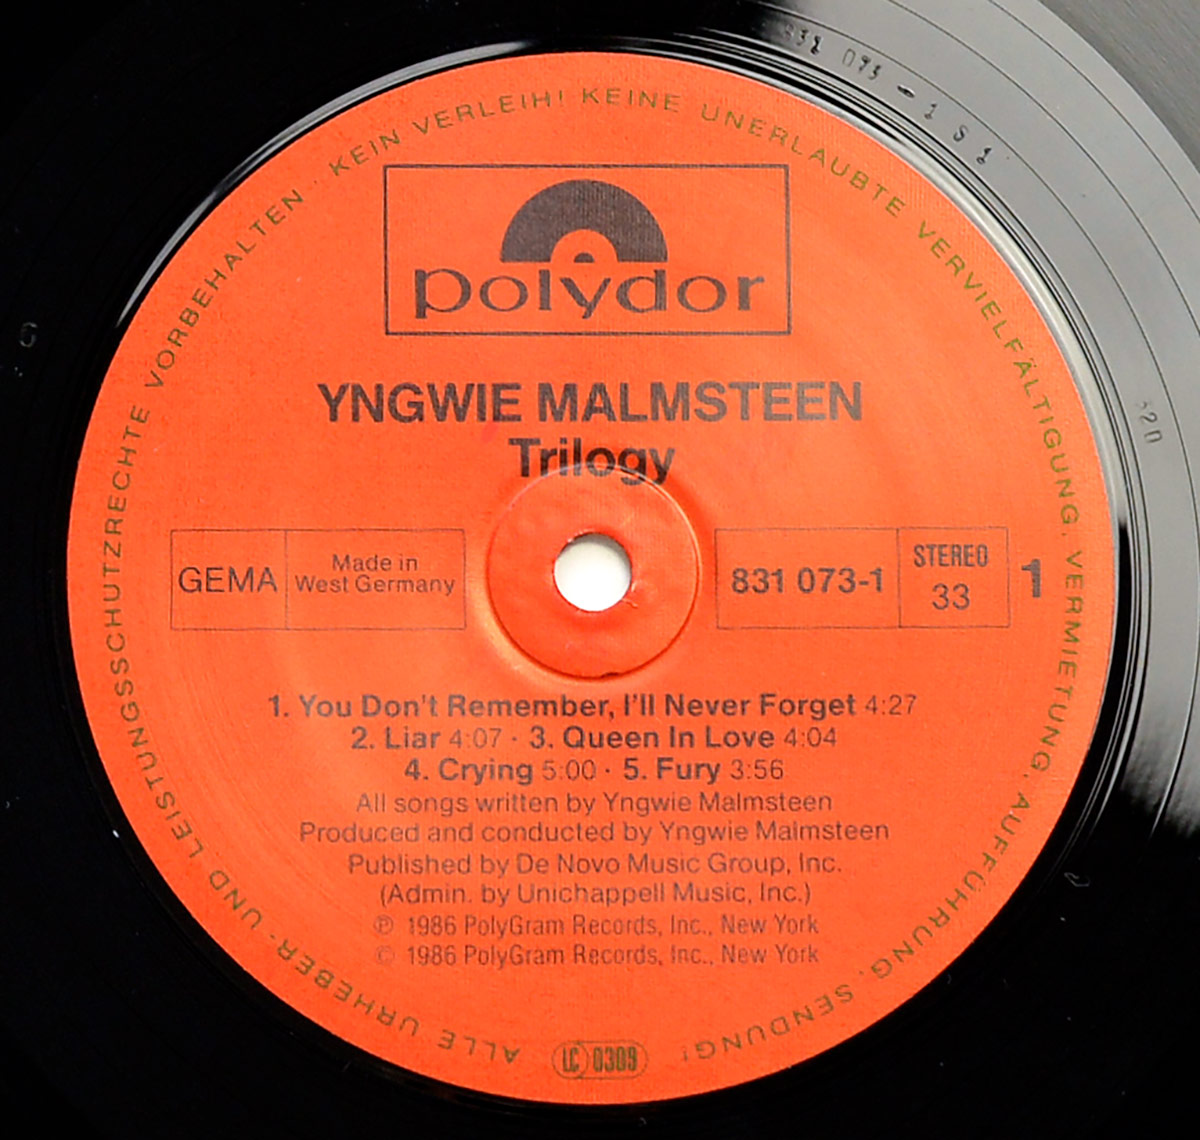 ALLE URHEBER- UND LEISTUNGSSCHUTZRECHTE VORBEHALTEN · KEIN VERLEIH! KEINE UNERLAUBTE VERVIELFÄLTIGUNG, VERMIETUNG, AUFFÜHRUNG, SENDUNG!
polydor
YNGWIE MALMSTEEN
Trilogy
GEMA
Made in
West Germany
831 073-1
STEREO
33
1
1. You Don't Remember, I'll Never Forget 4:27
2. Liar 4:07 · 3. Queen In Love 4:04
4. Crying 5:00 · 5. Fury 3:56
All songs written by Yngwie Malmsteen
Produced and conducted by Yngwie Malmsteen
Published by De Novo Music Group, Inc.
(Admin. by Unichappell Music, Inc.)
℗ 1986 PolyGram Records, Inc., New York
© 1986 PolyGram Records, Inc., New York
LC 0309
073 - 1 S 1
320